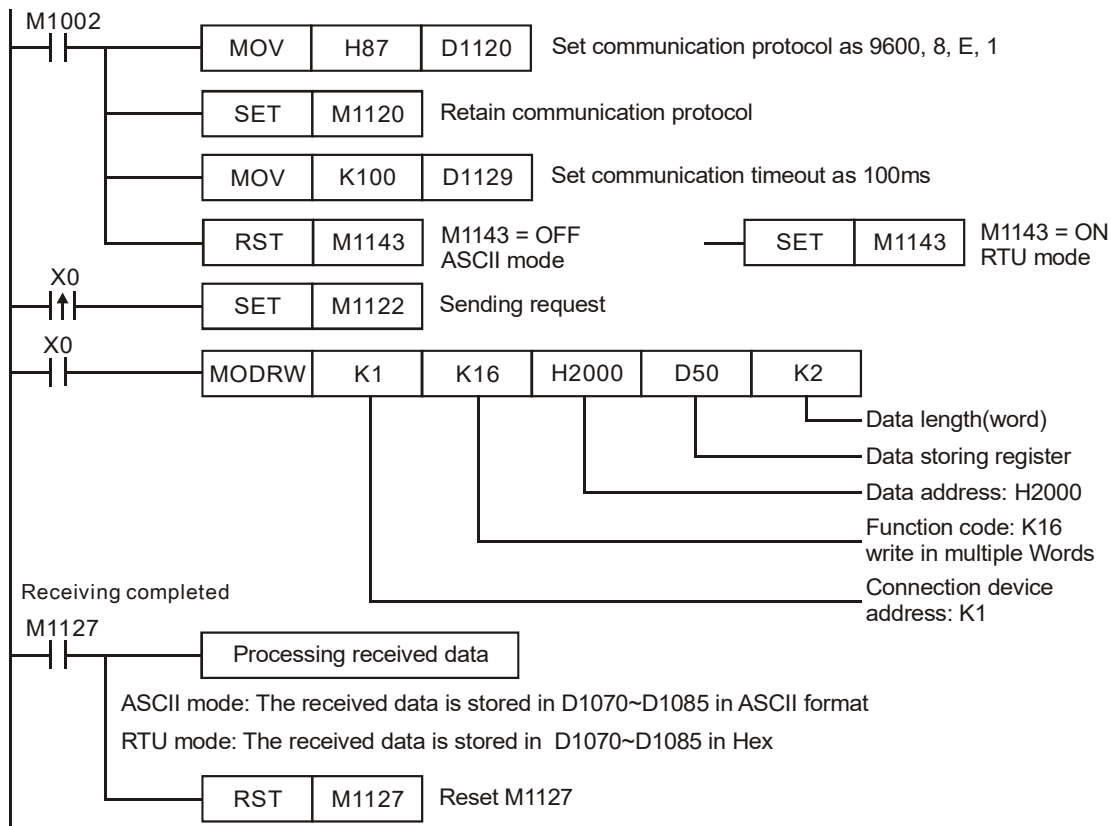 M1002
MOV H87 D1120 Set communication protocol as 9600, 8, E, 1
SET M1120 Retain communication protocol
MOV K100 D1129 Set communication timeout as 100ms
RST M1143 M1143 = OFF
ASCII mode
SET M1143 M1143 = ON
RTU mode
X0
SET M1122 Sending request
X0
MODRW K1 K16 H2000 D50 K2
Data length(word)
Data storing register
Data address: H2000
Function code: K16
write in multiple Words
Connection device
address: K1
Receiving completed
M1127
Processing received data
ASCII mode: The received data is stored in D1070~D1085 in ASCII format
RTU mode: The received data is stored in D1070~D1085 in Hex
RST M1127 Reset M1127